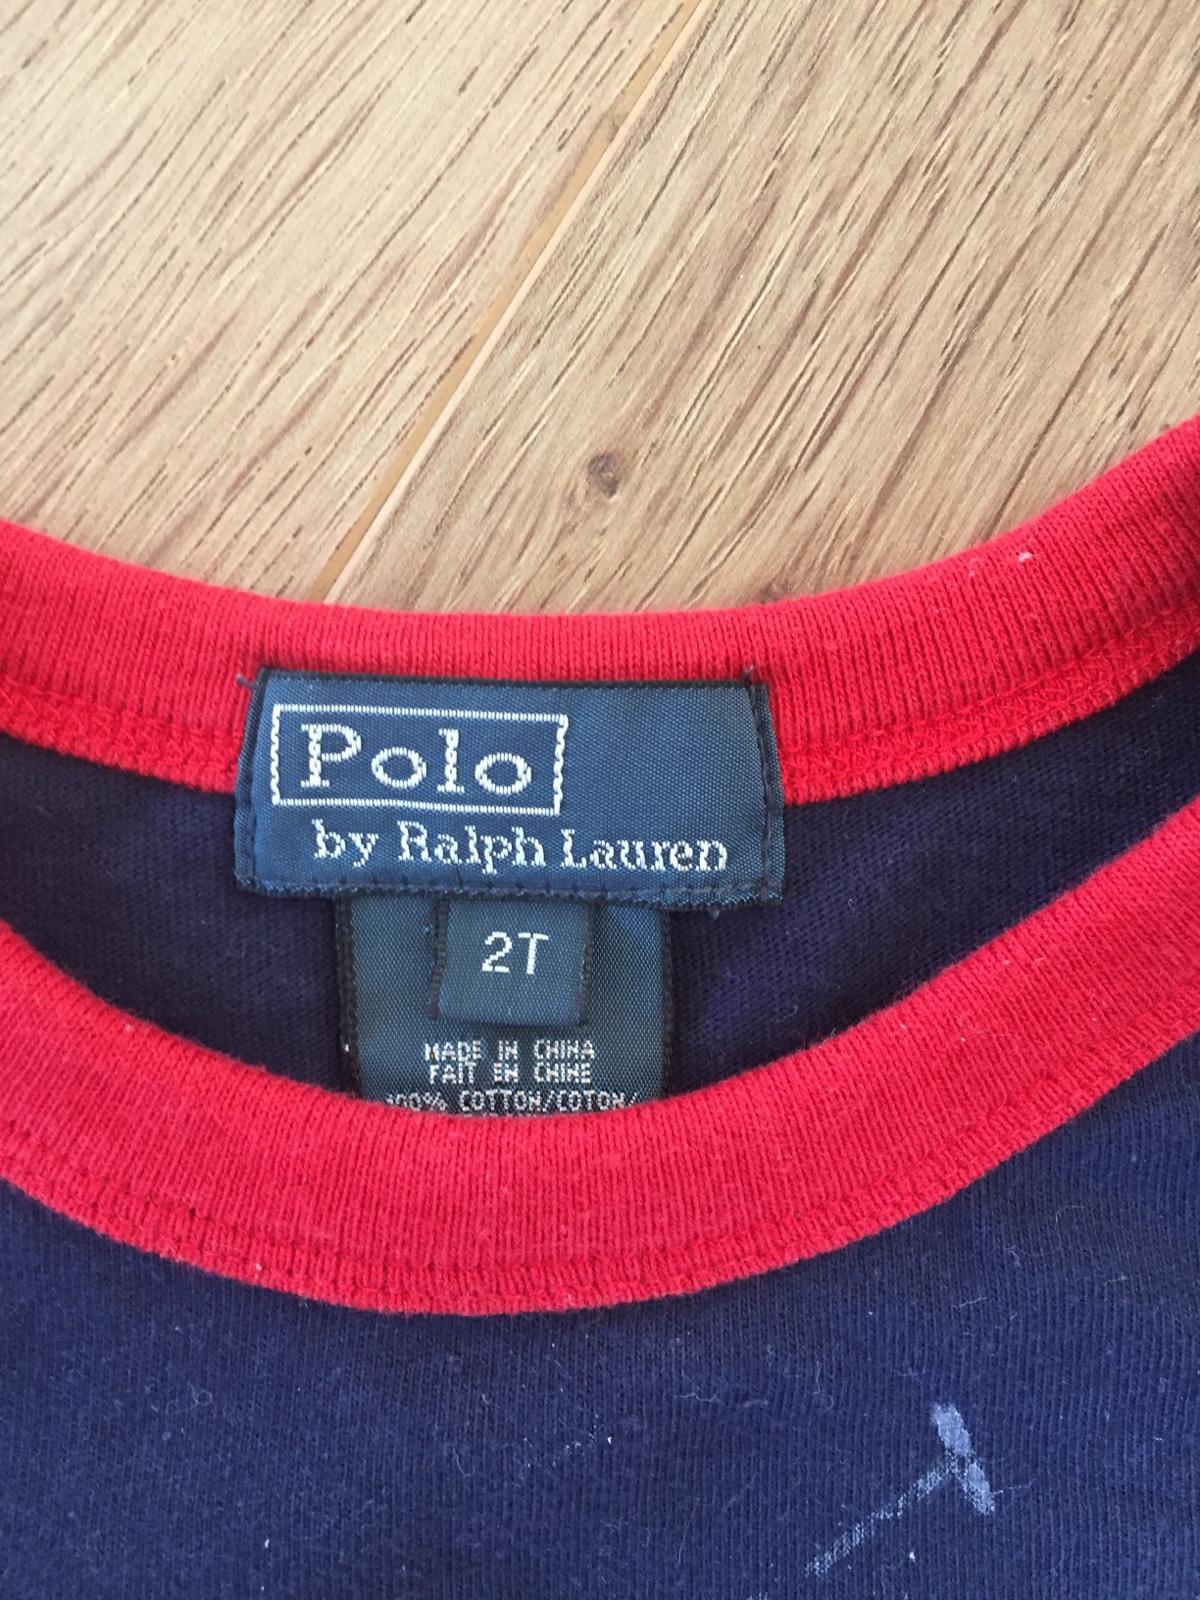 Polo
by Ralph Lauren
2T
MADE IN CHINA
FAIT EN CHINE
100% COTTON/COTON/